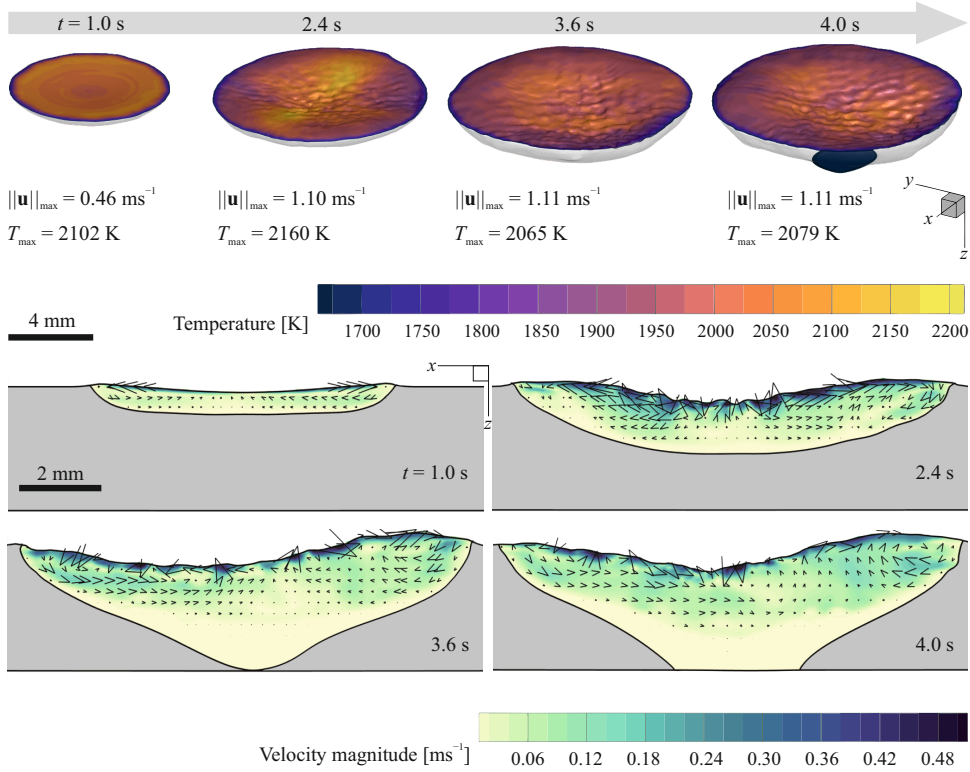 t = 1.0 s 2.4 s 3.6 s 4.0 s
||u||max = 0.46 ms⁻¹ ||u||max = 1.10 ms⁻¹ ||u||max = 1.11 ms⁻¹ ||u||max = 1.11 ms⁻¹
Tmax = 2102 K Tmax = 2160 K Tmax = 2065 K Tmax = 2079 K
y
x
z
4 mm
Temperature [K]
1700 1750 1800 1850 1900 1950 2000 2050 2100 2150 2200
x
z
2 mm
t = 1.0 s
2.4 s
3.6 s
4.0 s
Velocity magnitude [ms⁻¹]
0.06 0.12 0.18 0.24 0.30 0.36 0.42 0.48